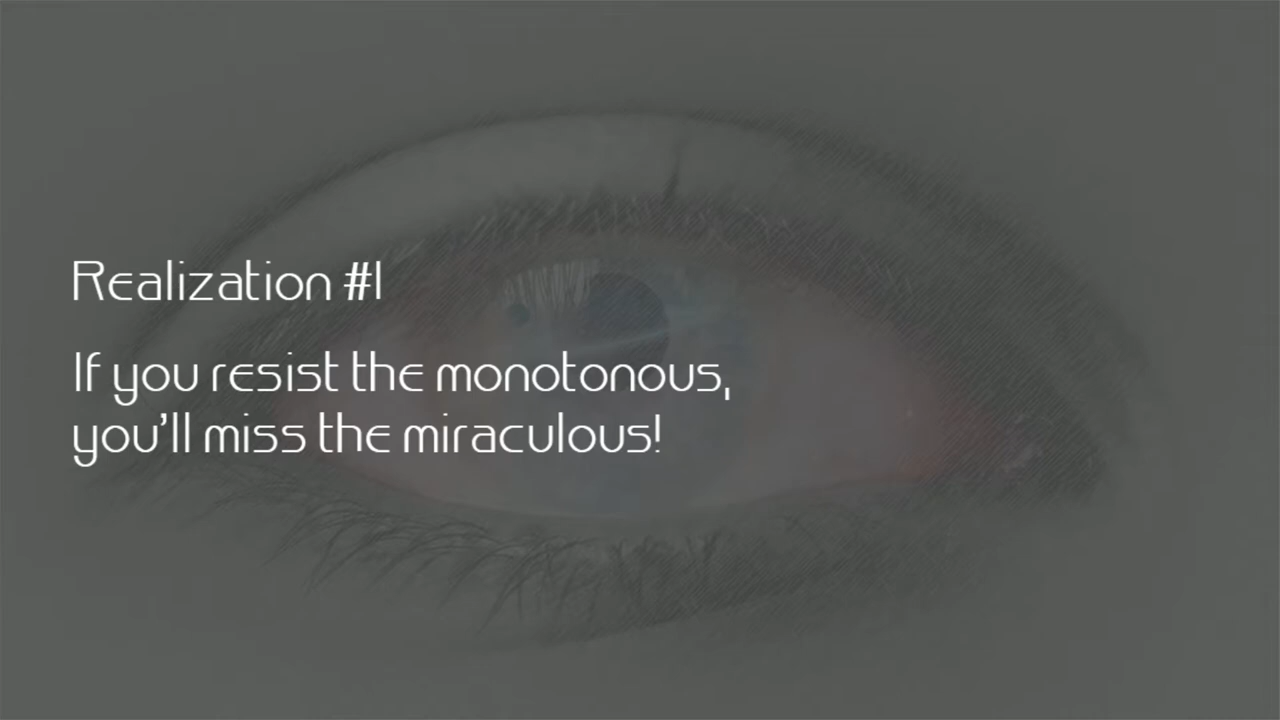 Realization #1
If you resist the monotonous,
you'll miss the miraculous!